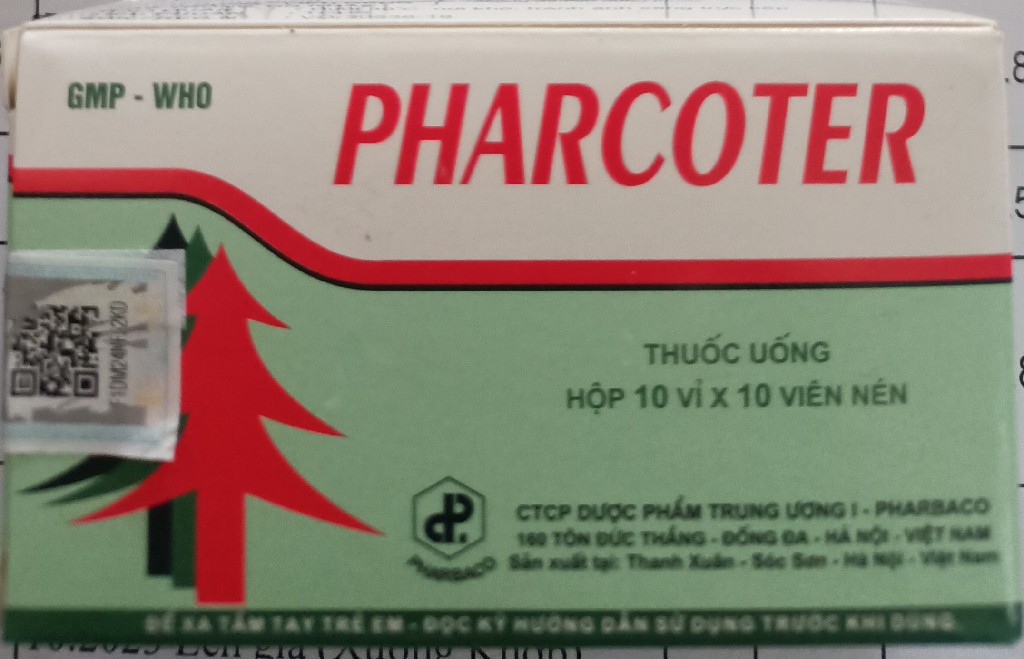 GMP - WHO
PHARCOTER
THUỐC UỐNG
HỘP 10 VỈ X 10 VIÊN NÉN
PHARBACO
CTCP DƯỢC PHẨM TRUNG ƯƠNG I - PHARBACO
160 TÔN ĐỨC THẮNG - ĐỐNG ĐA - HÀ NỘI - VIỆT NAM
Sản xuất tại: Thanh Xuân - Sóc Sơn - Hà Nội - Việt Nam
ĐỂ XA TẦM TAY TRẺ EM - ĐỌC KỸ HƯỚNG DẪN SỬ DỤNG TRƯỚC KHI DÙNG